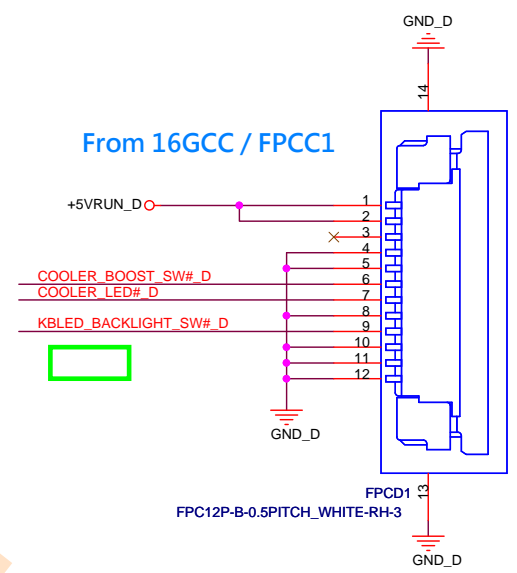 GND_D
14
From 16GCC / FPCC1
+5VRUN_D
1
2
3
4
5
COOLER_BOOST_SW#_D
6
COOLER_LED#_D
7
8
KBLED_BACKLIGHT_SW#_D
9
10
11
12
GND_D
FPCD1
13
FPC12P-B-0.5PITCH_WHITE-RH-3
GND_D